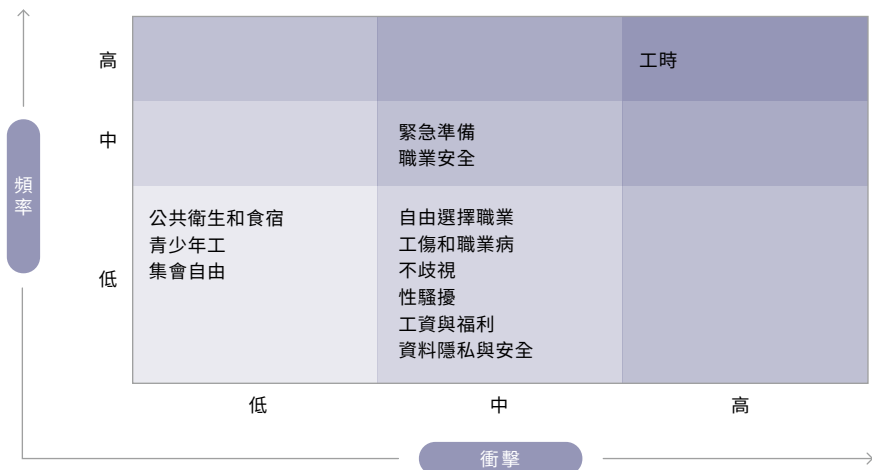 高
工時
中
緊急準備
職業安全
頻率
公共衛生和食宿
青少年工
集會自由
自由選擇職業
工傷和職業病
不歧視
性騷擾
工資與福利
資料隱私與安全
低
低
中
高
衝擊